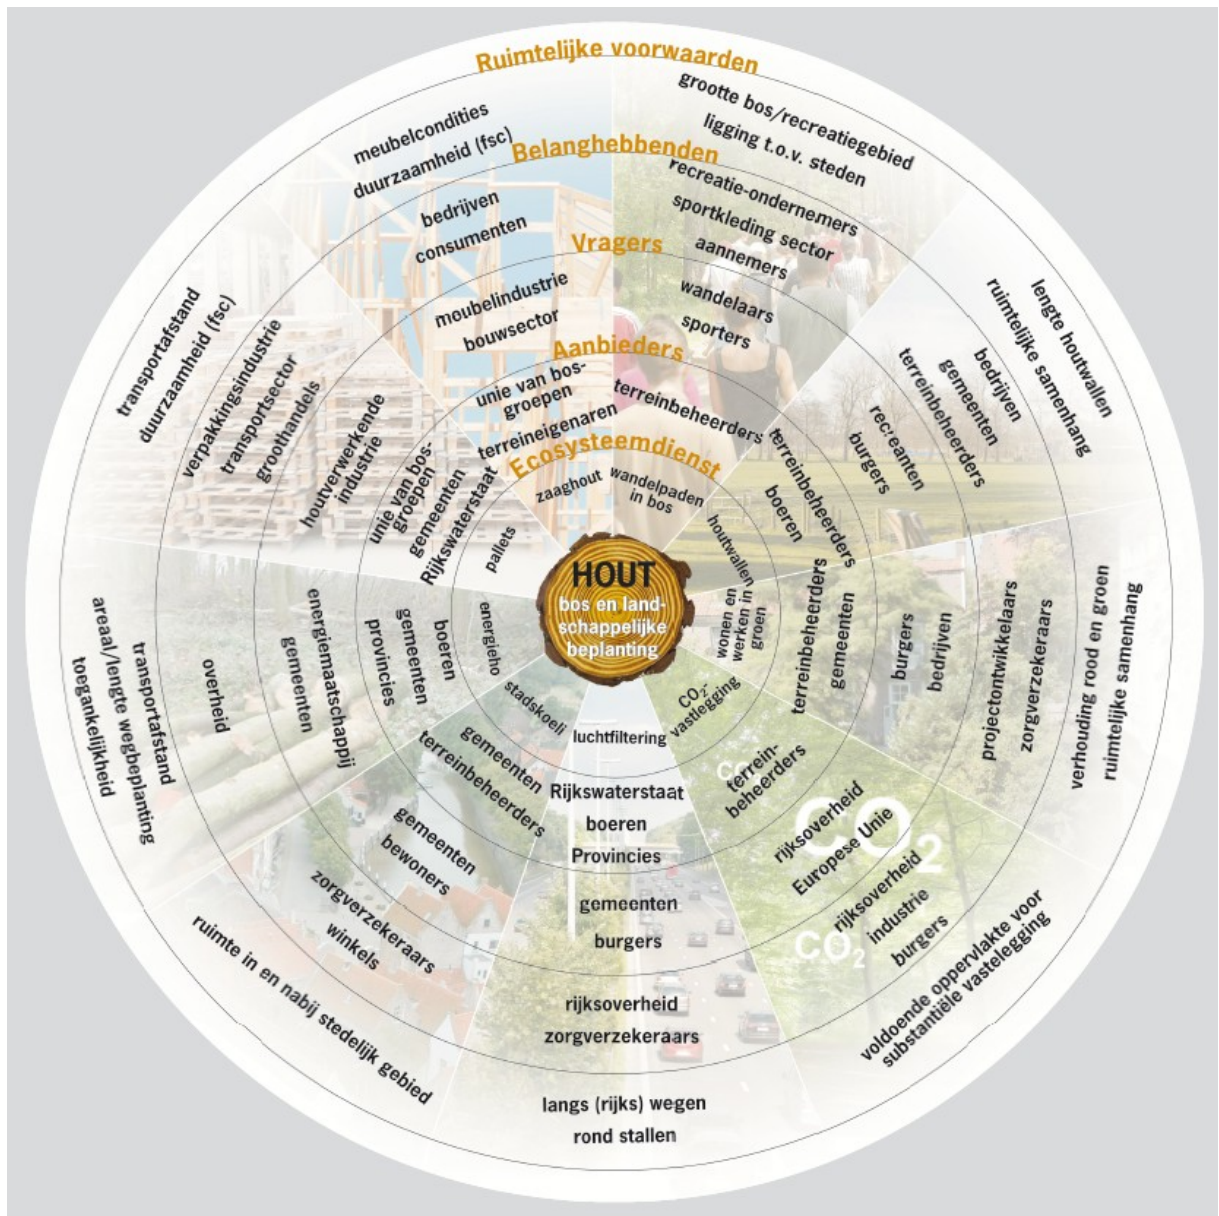 Ruimtelijke voorwaarden
Belanghebbenden
Vragers
Aanbieders
Ecosysteemdienst
HOUT
bos en land-
schappelijke
beplanting
grootte bos/recreatiegebied
ligging t.o.v. steden
recreatie-ondernemers
sportkleding sector
aannemers
wandelaars
sporters
terreinbeheerders
wandelpaden
in bos
lengte houtwallen
ruimtelijke samenhang
bedrijven
gemeenten
terreinbeheerders
recreanten
burgers
terreinbeheerders
boeren
houtwallen
verhouding rood en groen
ruimtelijke samenhang
projectontwikelaars
zorgverzekeraars
burgers
bedrijven
terreinbeheerders
gemeenten
wonen en
werken in
groen
voldoende oppervlakte voor
substantiële vastelegging
rijksoverheid
industrie
burgers
rijksoverheid
Europese Unie
terrein-
beheerders
CO₂-
vastlegging
CO₂
CO₂
CO₂
luchtfiltering
Rijkswaterstaat
boeren
Provincies
gemeenten
burgers
rijksoverheid
zorgverzekeraars
langs (rijks) wegen
rond stallen
stadskoeli
gemeenten
terreinbeheerders
gemeenten
bewoners
zorgverzekeraars
winkels
ruimte in en nabij stedelijk gebied
energieho
boeren
gemeenten
provincies
energiemaatschappij
gemeenten
overheid
transportafstand
areaal/lengte wegbeplanting
toegankelijkheid
pallets
unie van bos-
groepen
gemeenten
Rijkswaterstaat
houtverwerkende
industrie
verpakkingsindustrie
transportsector
groothandels
transportafstand
duurzaamheid (fsc)
zaaghout
unie van bos-
groepen
terreineigenaren
moubelindustrie
bouwsector
bedrijven
consumenten
meubelcondities
duurzaamheid (fsc)